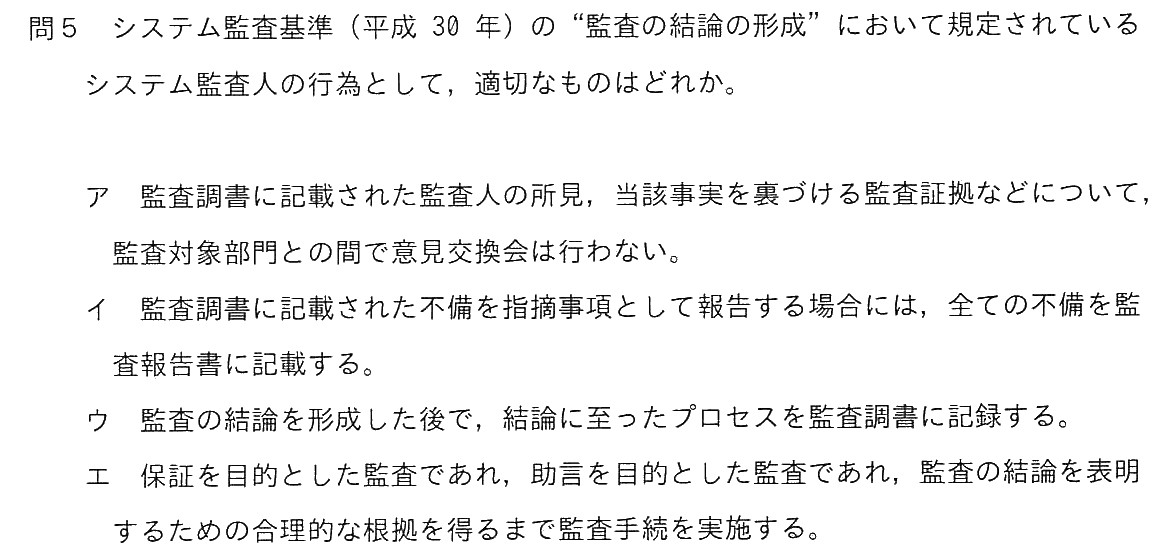 問5 システム監査基準（平成 30 年）の“監査の結論の形成”において規定されている
システム監査人の行為として，適切なものはどれか。
ア 監査調書に記載された監査人の所見，当該事実を裏づける監査証拠などについて，
監査対象部門との間で意見交換会は行わない。
イ 監査調書に記載された不備を指摘事項として報告する場合には，全ての不備を監
査報告書に記載する。
ウ 監査の結論を形成した後で，結論に至ったプロセスを監査調書に記録する。
エ 保証を目的とした監査であれ，助言を目的とした監査であれ，監査の結論を表明
するための合理的な根拠を得るまで監査手続を実施する。